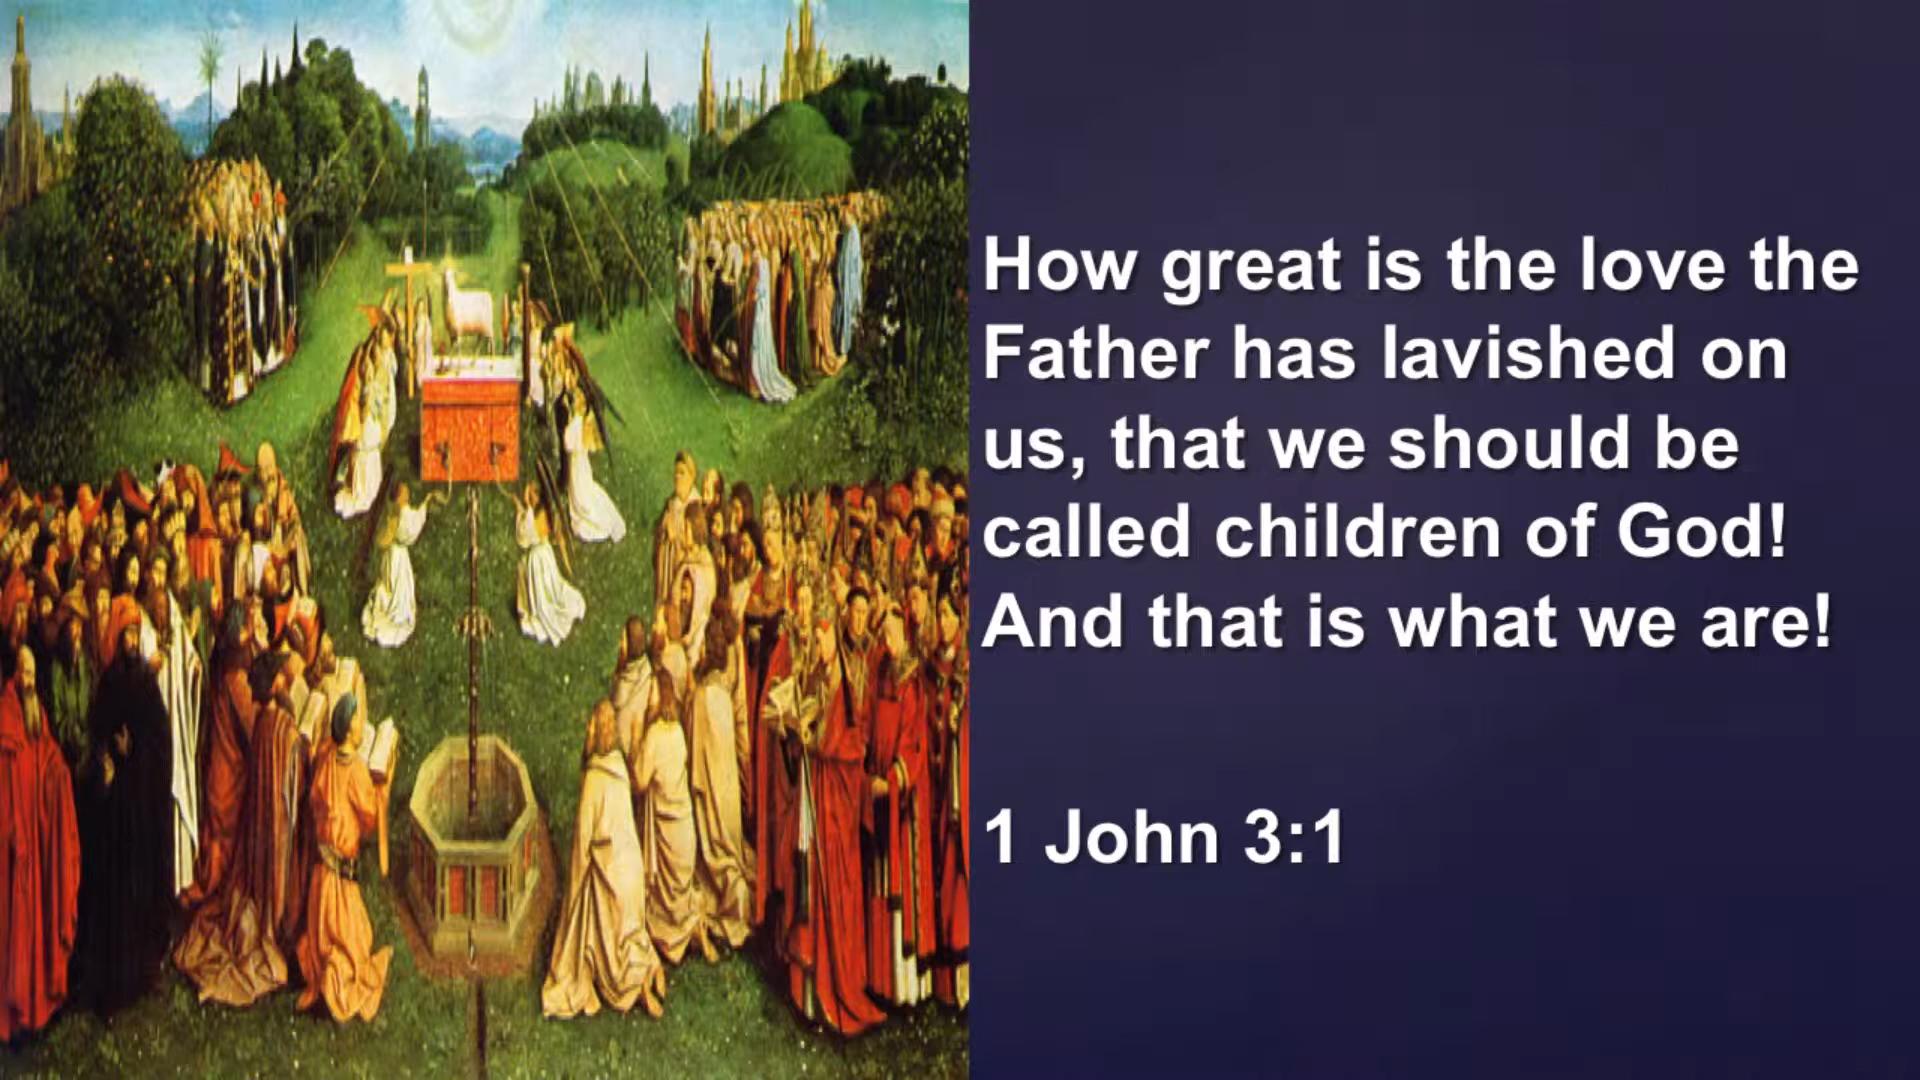 How great is the love the
Father has lavished on
us, that we should be
called children of God!
And that is what we are!
1 John 3:1